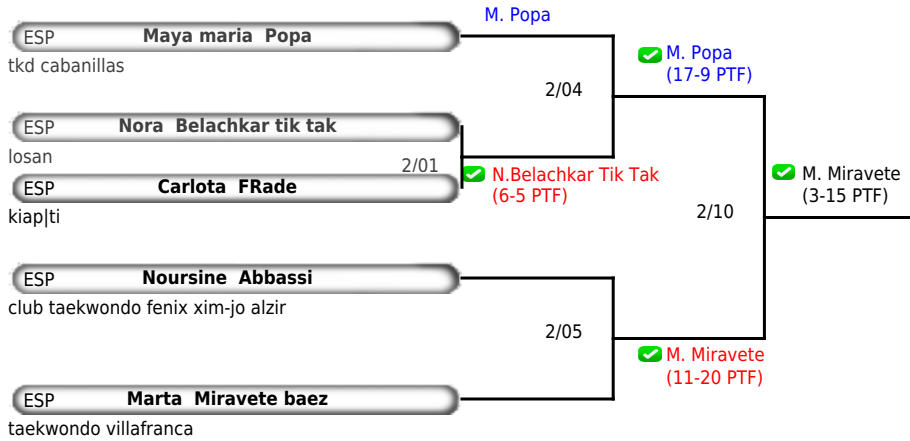 M. Popa
ESP Maya maria Popa
tkd cabanillas
M. Popa
(17-9 PTF)
2/04
ESP Nora Belachkar tik tak
losan
2/01
N.Belachkar Tik Tak
(6-5 PTF)
ESP Carlota FRade
kiap|ti
M. Miravete
(3-15 PTF)
2/10
ESP Noursine Abbassi
club taekwondo fenix xim-jo alzir
2/05
M. Miravete
(11-20 PTF)
ESP Marta Miravete baez
taekwondo villafranca